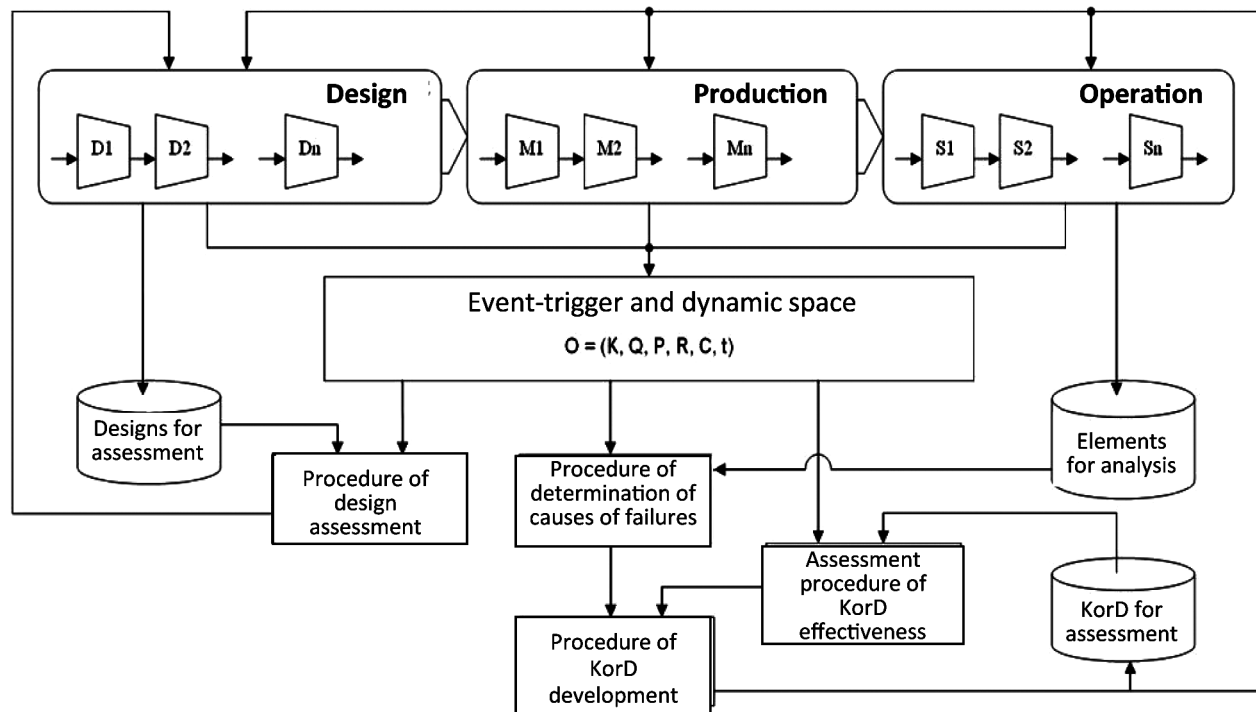 Design
Production
Operation
D1
D2
Dn
M1
M2
Mn
S1
S2
Sn
Event-trigger and dynamic space
O = (K, Q, P, R, C, t)
Designs for
assessment
Procedure of
design
assessment
Procedure of
determination of
causes of failures
Elements
for analysis
Assessment
procedure of
KorD
effectiveness
KorD for
assessment
Procedure of
KorD
development